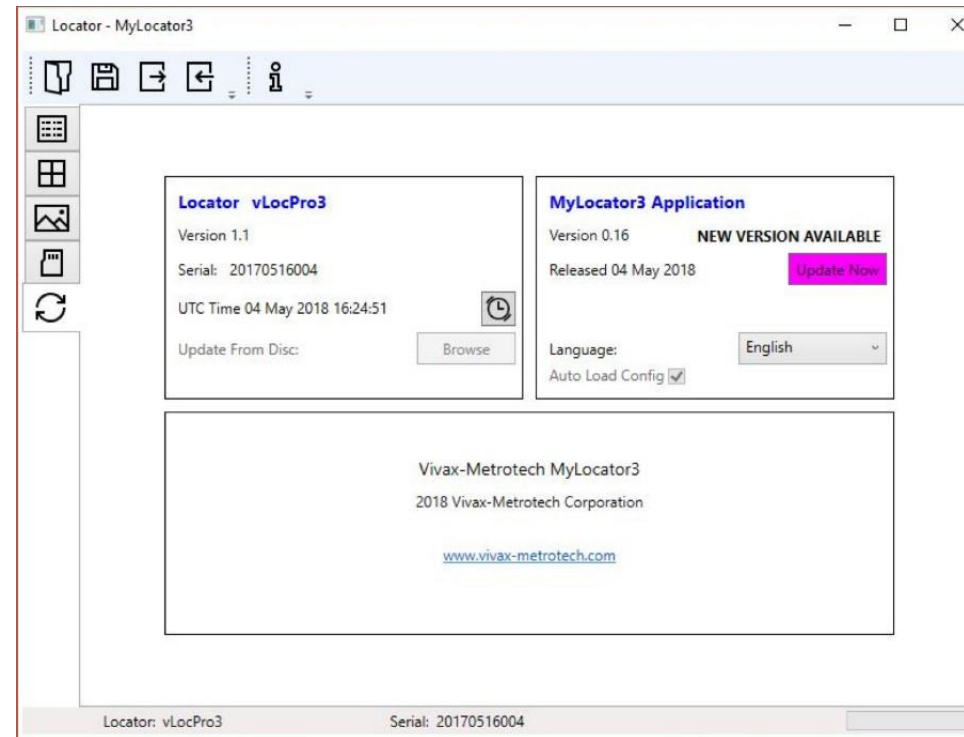 Locator - MyLocator3
Locator vLocPro3
Version 1.1
Serial: 20170516004
UTC Time 04 May 2018 16:24:51
Update From Disc:
Browse
MyLocator3 Application
Version 0.16
NEW VERSION AVAILABLE
Released 04 May 2018
Update Now
Language:
English
Auto Load Config
Vivax-Metrotech MyLocator3
2018 Vivax-Metrotech Corporation
www.vivax-metrotech.com
Locator: vLocPro3
Serial: 20170516004